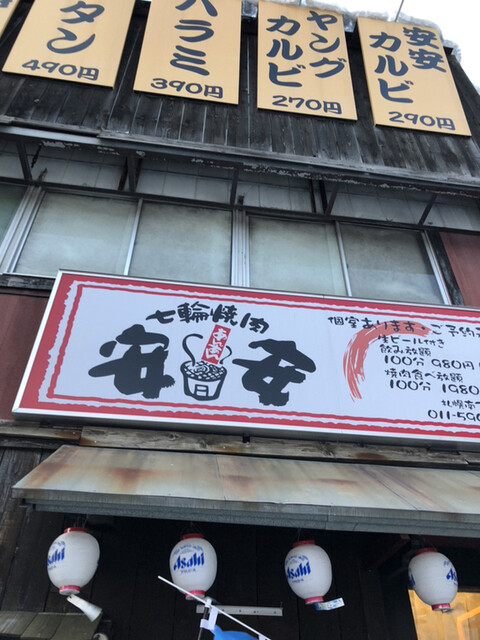 安安カルビ
290円
ヤングカルビ
270円
ハラミ
390円
タン
490円
七輪焼肉
安安
個室あります・ご予約
生ビール付き
飲み放題
100分 980円
焼肉食べ放題
100分 1980
札幌南
011-590
Asahi
Asahi
Asahi
Asahi